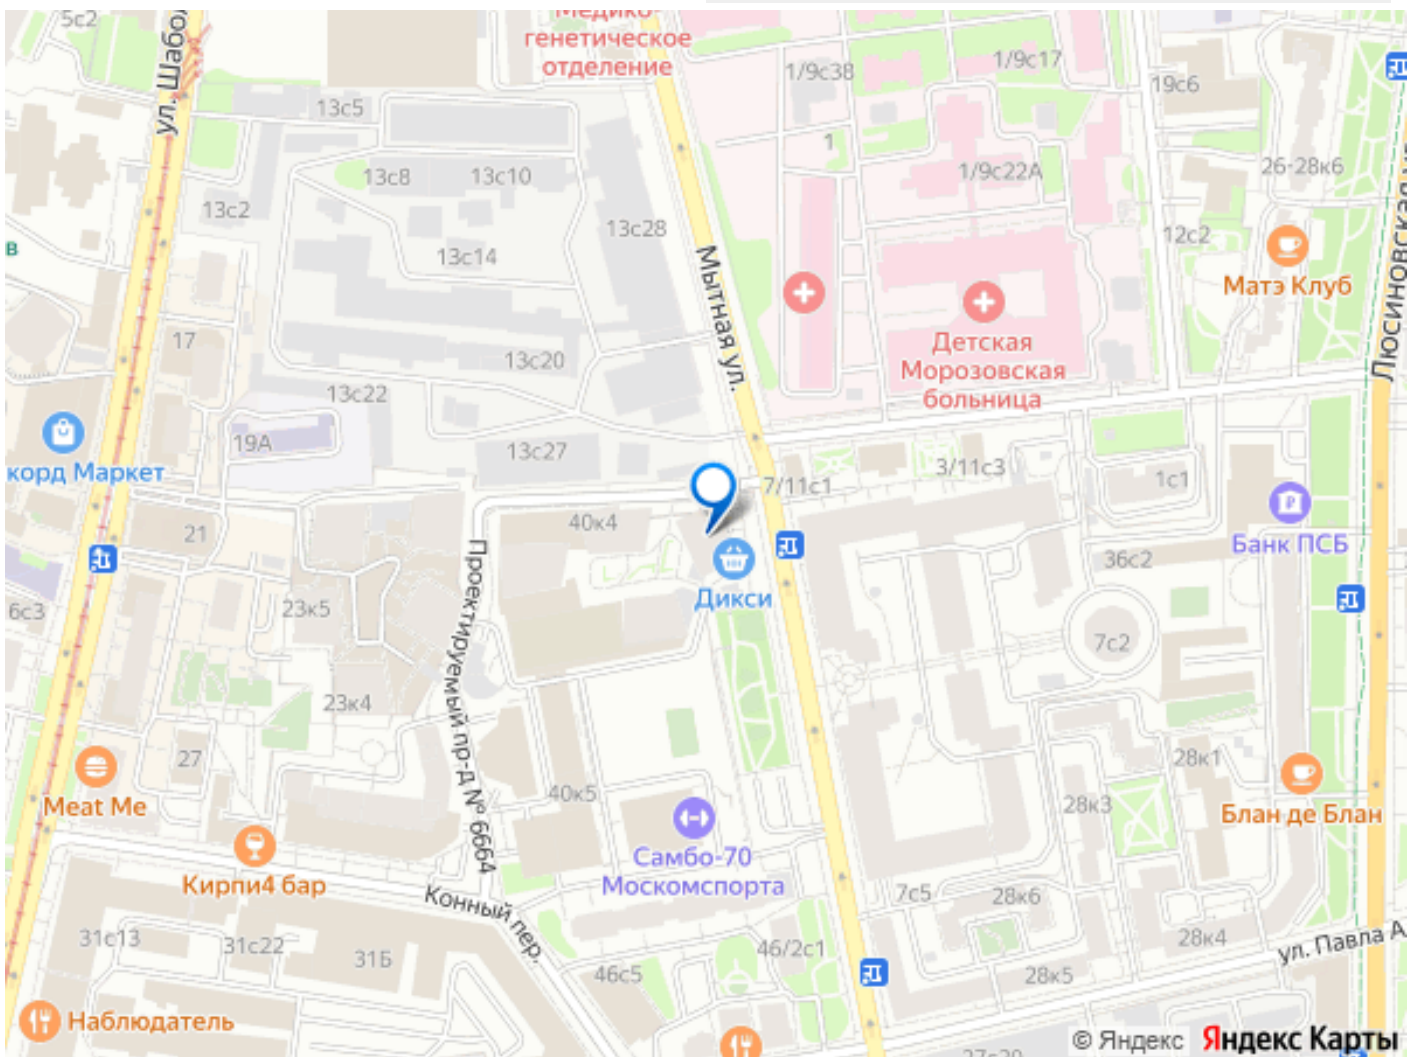 5с2
ул. Шабо
Медико-
генетическое
отделение
1/9с38
1/9с17
19с6
13с5
1
26-28к6
13с8
13с10
1/9с22А
13с2
13с28
12с2
в
13с14
Мытная ул.
Матэ Клуб
Люсиновская ул.
17
13с20
Детская
Морозовская
больница
13с22
19А
13с27
3/11с3
корд Маркет
7/11с1
1с1
21
40к4
Банк ПСБ
36с2
Дикси
6с3
23к5
7с2
Проектируемый пр-д № 6664
23к4
27
28к1
Meat Me
40к5
28к3
Блан де Блан
Самбо-70
Москомспорта
Кирпи4 бар
Конный пер.
7с5
28к6
31с13
31с22
31Б
46/2с1
28к4
ул. Павла А
46с5
28к5
Наблюдатель
© Яндекс Яндекс Карты